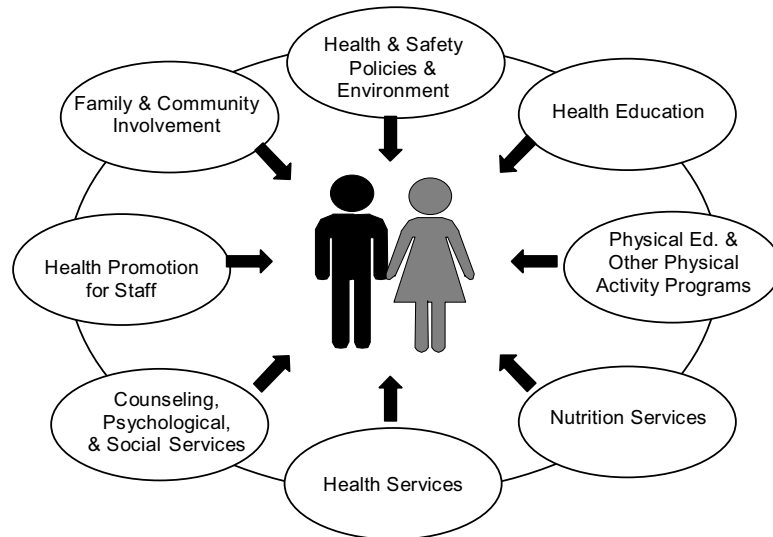 Health & Safety
Policies &
Environment
Family & Community
Involvement
Health Education
Health Promotion
for Staff
Physical Ed. &
Other Physical
Activity Programs
Counseling,
Psychological,
& Social Services
Nutrition Services
Health Services